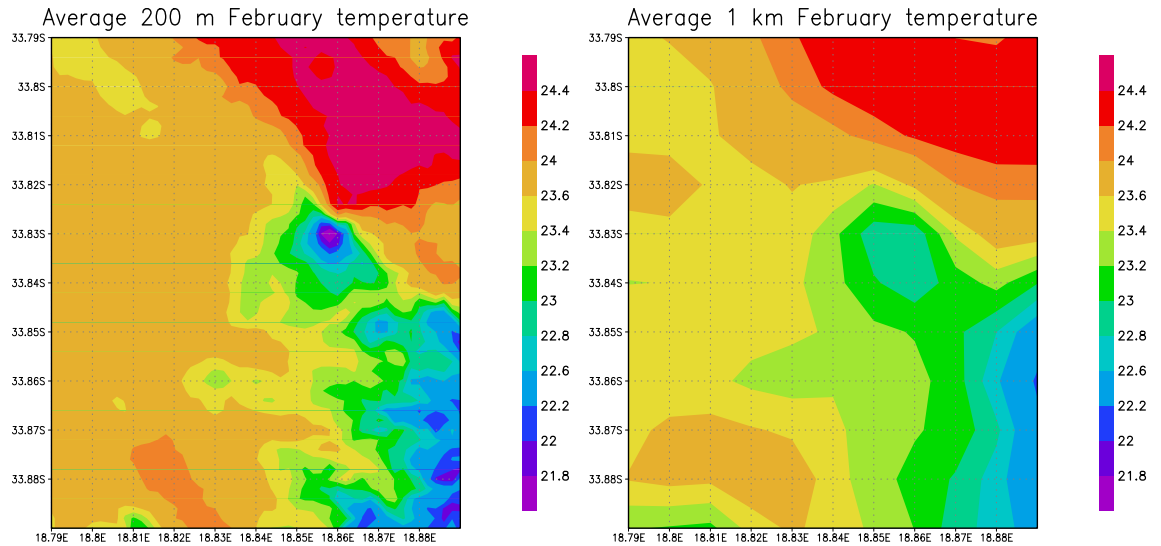 Average 200 m February temperature
33.79S
33.8S
33.81S
33.82S
33.83S
33.84S
33.85S
33.86S
33.87S
33.88S
18.79E 18.8E 18.81E 18.82E 18.83E 18.84E 18.85E 18.86E 18.87E 18.88E
24.4
24.2
24
23.6
23.4
23.2
23
22.8
22.6
22.2
22
21.8
Average 1 km February temperature
33.79S
33.8S
33.81S
33.82S
33.83S
33.84S
33.85S
33.86S
33.87S
33.88S
18.79E 18.8E 18.81E 18.82E 18.83E 18.84E 18.85E 18.86E 18.87E 18.88E
24.4
24.2
24
23.6
23.4
23.2
23
22.8
22.6
22.2
22
21.8